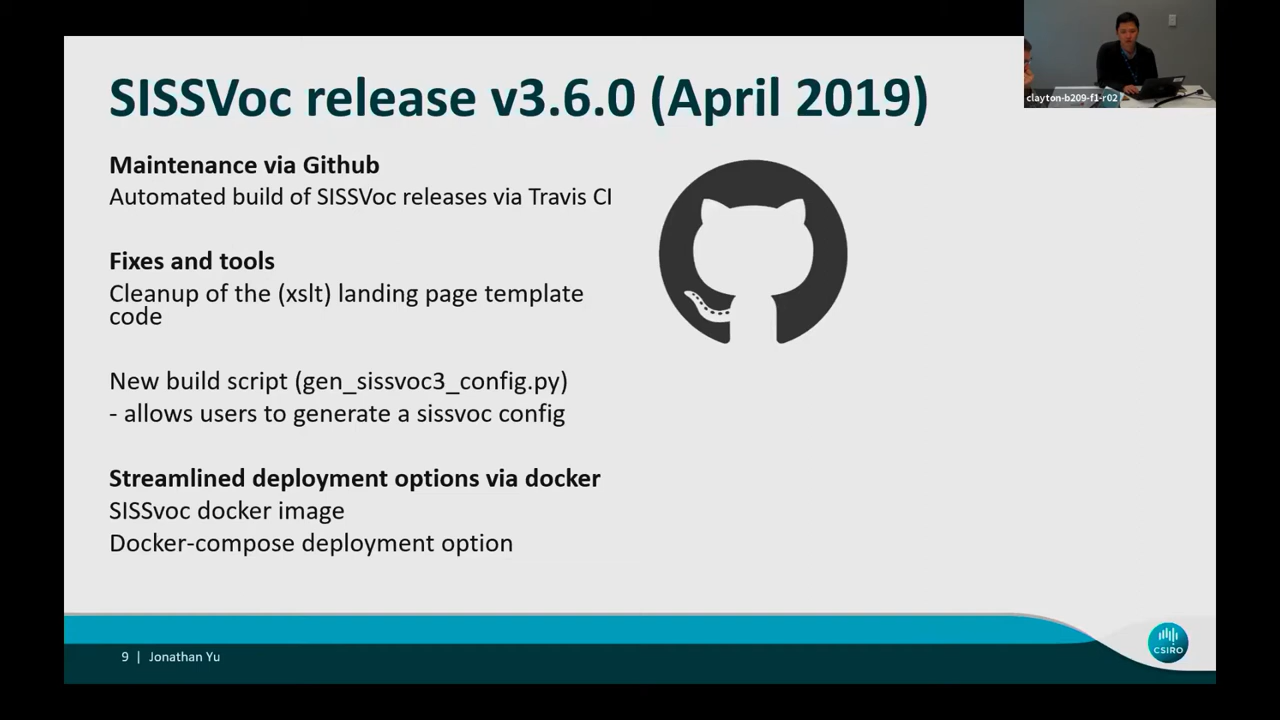 SISSVoc release v3.6.0 (April 2019)
clayton-b209-f1-r02
Maintenance via Github
Automated build of SISSVoc releases via Travis CI
Fixes and tools
Cleanup of the (xslt) landing page template
code
New build script (gen_sissvoc3_config.py)
- allows users to generate a sissvoc config
Streamlined deployment options via docker
SISSvoc docker image
Docker-compose deployment option
9 | Jonathan Yu
CSIRO